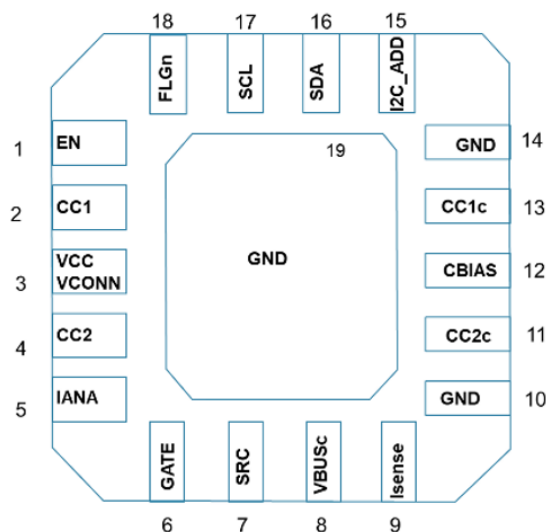 18 17 16 15
FLGn SCL SDA I2C_ADD
1 EN
2 CC1
3 VCC
VCONN
4 CC2
5 IANA
19
GND
GND 14
CC1c 13
CBIAS 12
CC2c 11
GND 10
GATE SRC VBUSc Isense
6 7 8 9